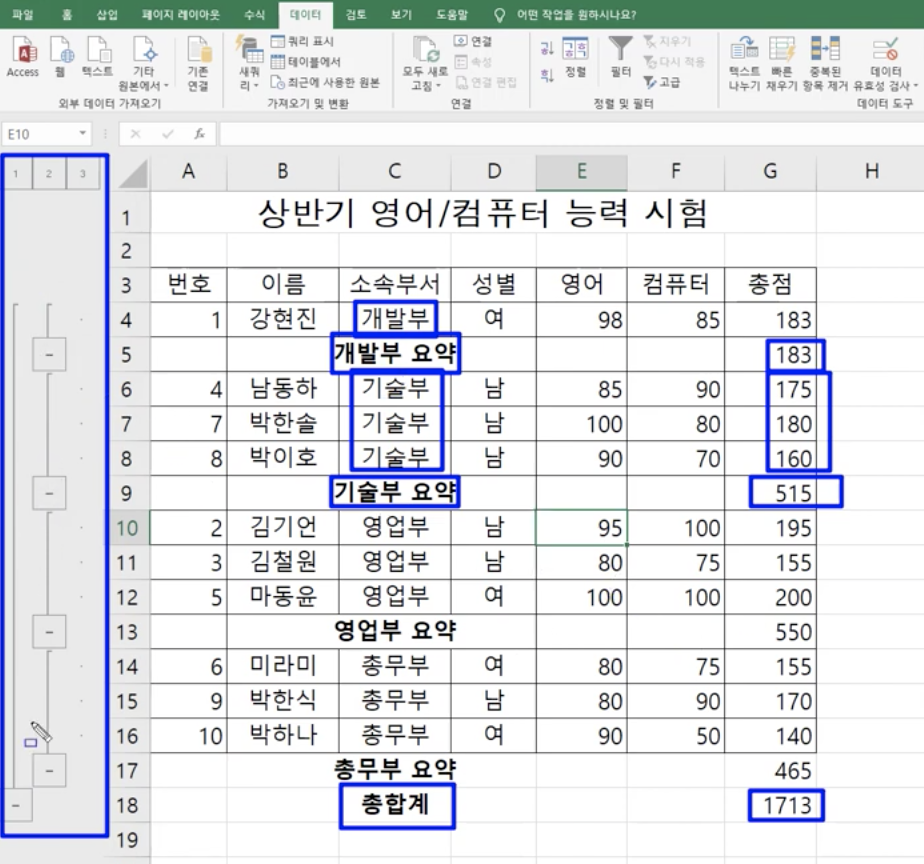 파일 홈 삽입 페이지 레이아웃 수식 데이터 검토 보기 도움말 어떤 작업을 원하시나요?
Access 웹 텍스트 기타 원본에서 기존 연결
새 쿼리 쿼리 표시 테이블에서 최근에 사용한 원본
모두 새로 고침 연결 속성 연결 편집
정렬 필터 지우기 다시 적용 고급
텍스트 나누기 빠른 채우기 중복된 항목 제거 데이터 유효성 검사
외부 데이터 가져오기 가져오기 및 변환 연결 정렬 및 필터 데이터 도구
E10 fx
1 2 3 A B C D E F G H
1 상반기 영어/컴퓨터 능력 시험
2
3 번호 이름 소속부서 성별 영어 컴퓨터 총점
4 1 강현진 개발부 여 98 85 183
5 개발부 요약 183
6 4 남동하 기술부 남 85 90 175
7 7 박한솔 기술부 남 100 80 180
8 8 박이호 기술부 남 90 70 160
9 기술부 요약 515
10 2 김기언 영업부 남 95 100 195
11 3 김철원 영업부 남 80 75 155
12 5 마동윤 영업부 여 100 100 200
13 영업부 요약 550
14 6 미라미 총무부 여 80 75 155
15 9 박한식 총무부 남 80 90 170
16 10 박하나 총무부 여 90 50 140
17 총무부 요약 465
18 총합계 1713
19